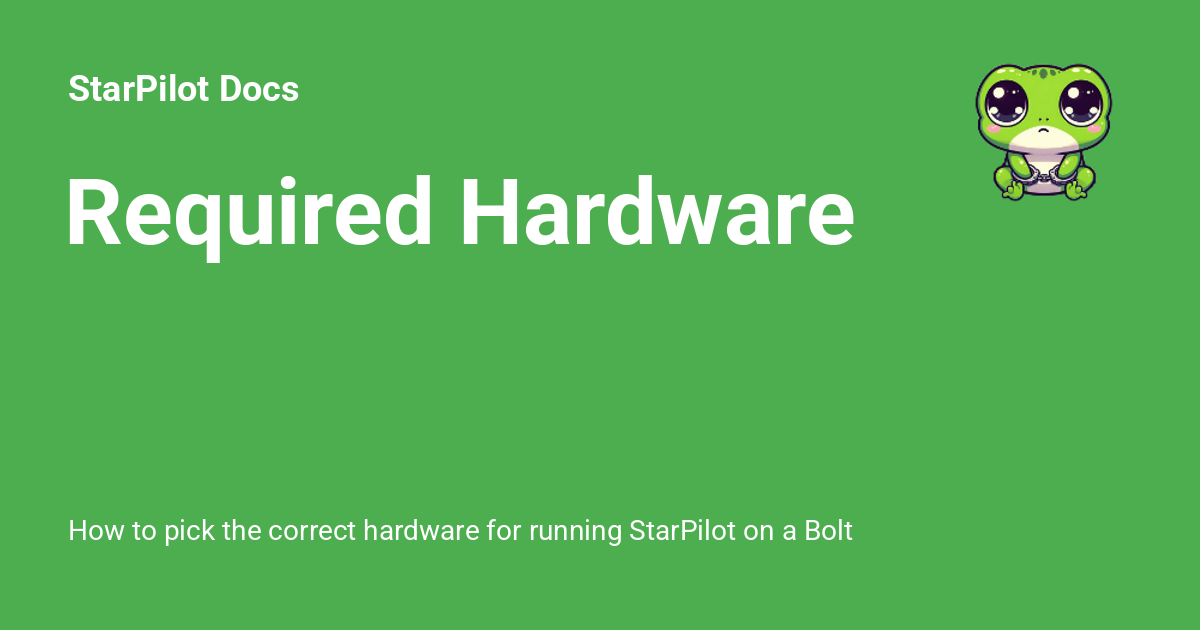 StarPilot Docs
Required Hardware
How to pick the correct hardware for running StarPilot on a Bolt